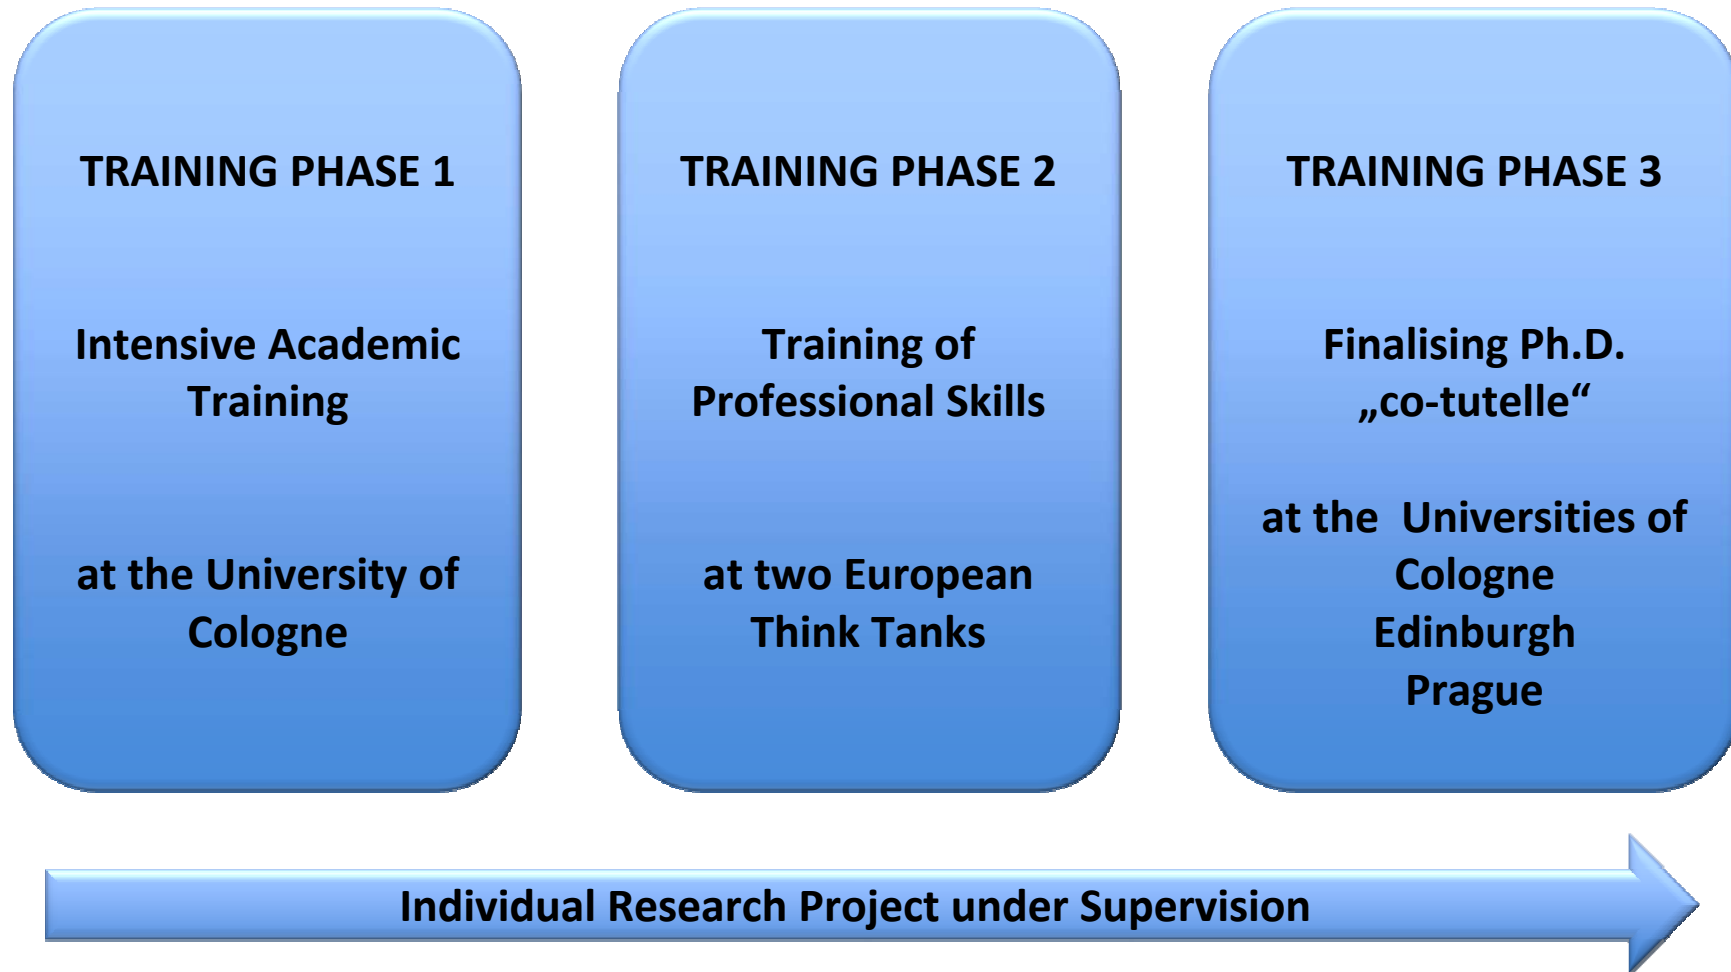 TRAINING PHASE 1
Intensive Academic
Training
at the University of
Cologne
TRAINING PHASE 2
Training of
Professional Skills
at two European
Think Tanks
TRAINING PHASE 3
Finalising Ph.D.
„co-tutelle“
at the  Universities of
Cologne
Edinburgh
Prague
Individual Research Project under Supervision